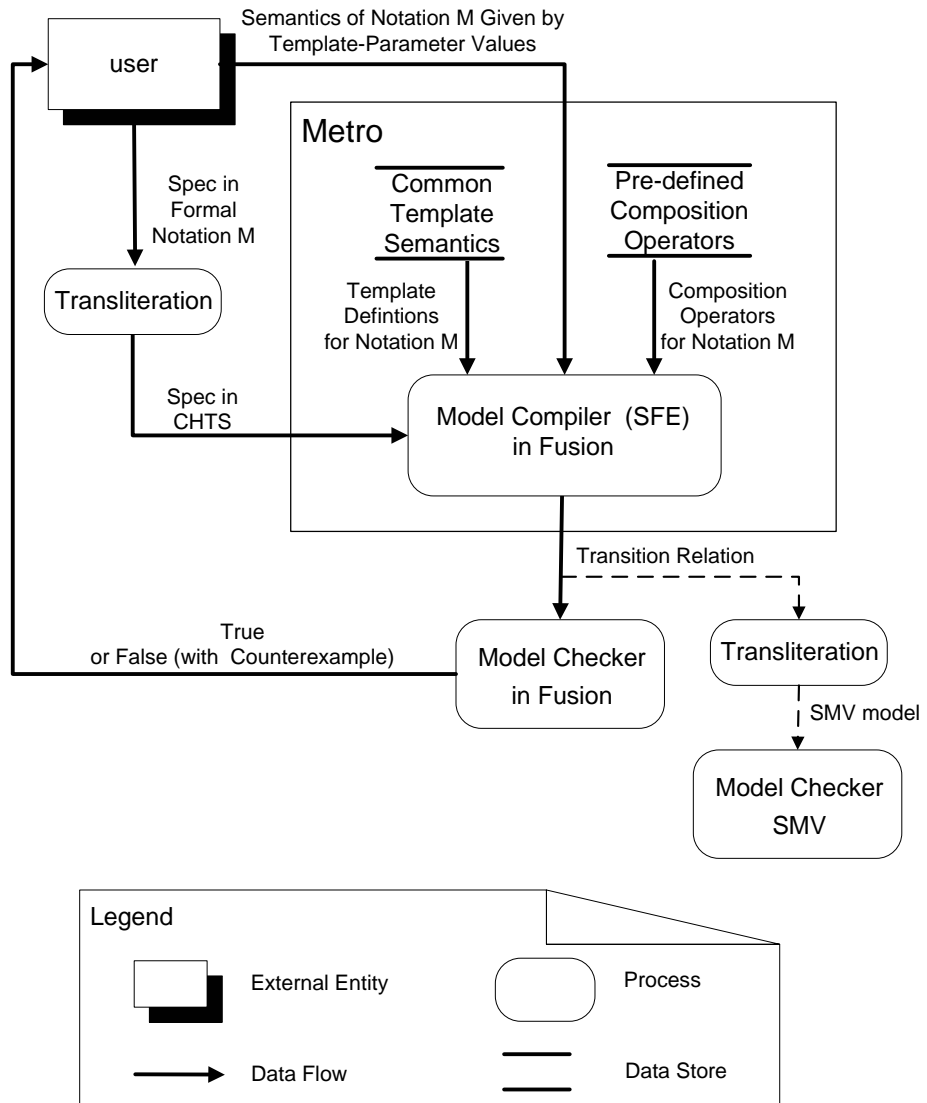 Semantics of Notation M Given by
Template-Parameter Values
user
Metro
Common
Template
Semantics
Pre-defined
Composition
Operators
Spec in
Formal
Notation M
Transliteration
Template
Defintions
for Notation M
Composition
Operators
for Notation M
Spec in
CHTS
Model Compiler (SFE)
in Fusion
Transition Relation
True
or False (with Counterexample)
Model Checker
in Fusion
Transliteration
SMV model
Model Checker
SMV
Legend
External Entity
Process
Data Flow
Data Store